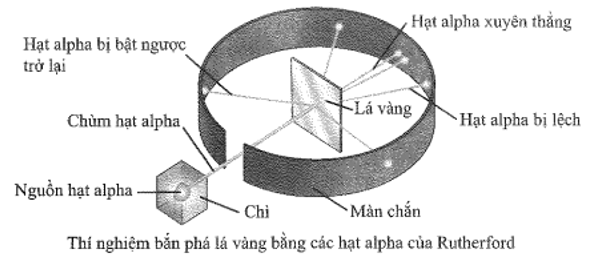 Hạt alpha xuyên thẳng
Hạt alpha bị bật ngược
trở lại
Lá vàng
Hạt alpha bị lệch
Chùm hạt alpha
Nguồn hạt alpha
Chì
Màn chắn
Thí nghiệm bắn phá lá vàng bằng các hạt alpha của Rutherford